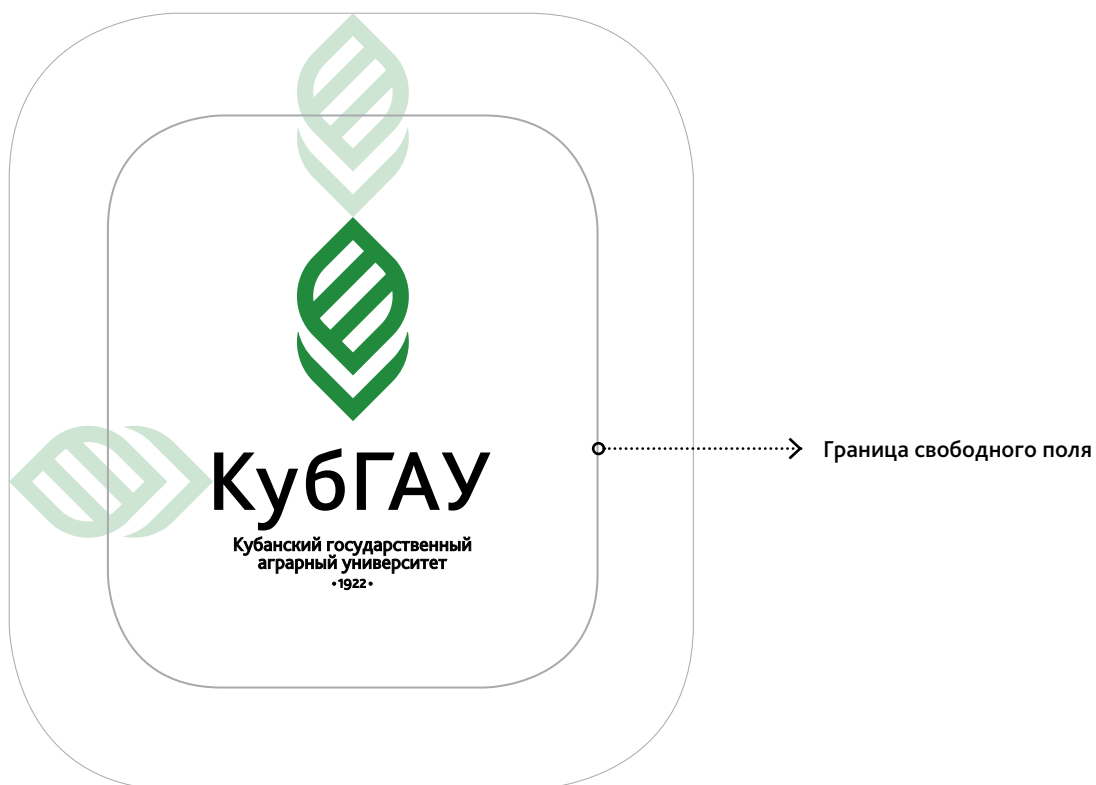 КубГАУ
Граница свободного поля
Кубанский государственный
аграрный университет
•1922•